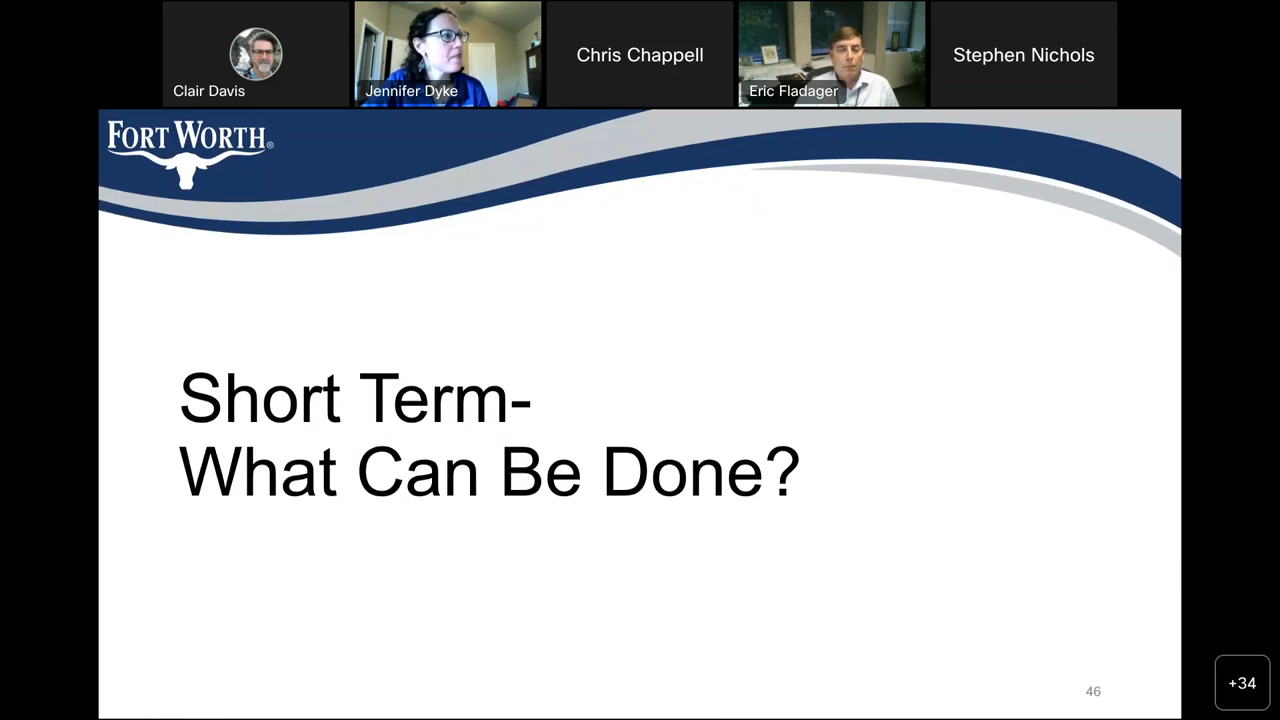 Clair Davis
Jennifer Dyke
Chris Chappell
Eric Fladager
Stephen Nichols
FORT WORTH®
Short Term-
What Can Be Done?
46
+34